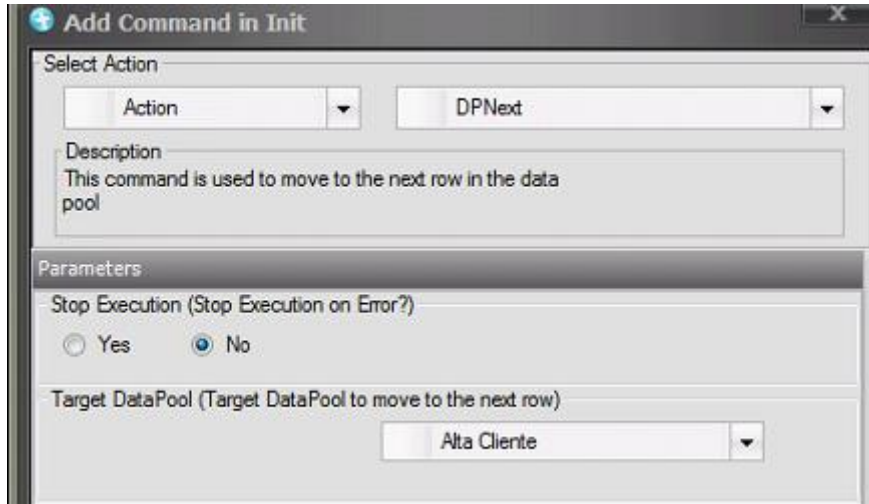 Add Command in Init
X
Select Action
Action
DPNext
Description
This command is used to move to the next row in the data
pool
Parameters
Stop Execution (Stop Execution on Error?)
Yes
No
Target DataPool (Target DataPool to move to the next row)
Alta Cliente